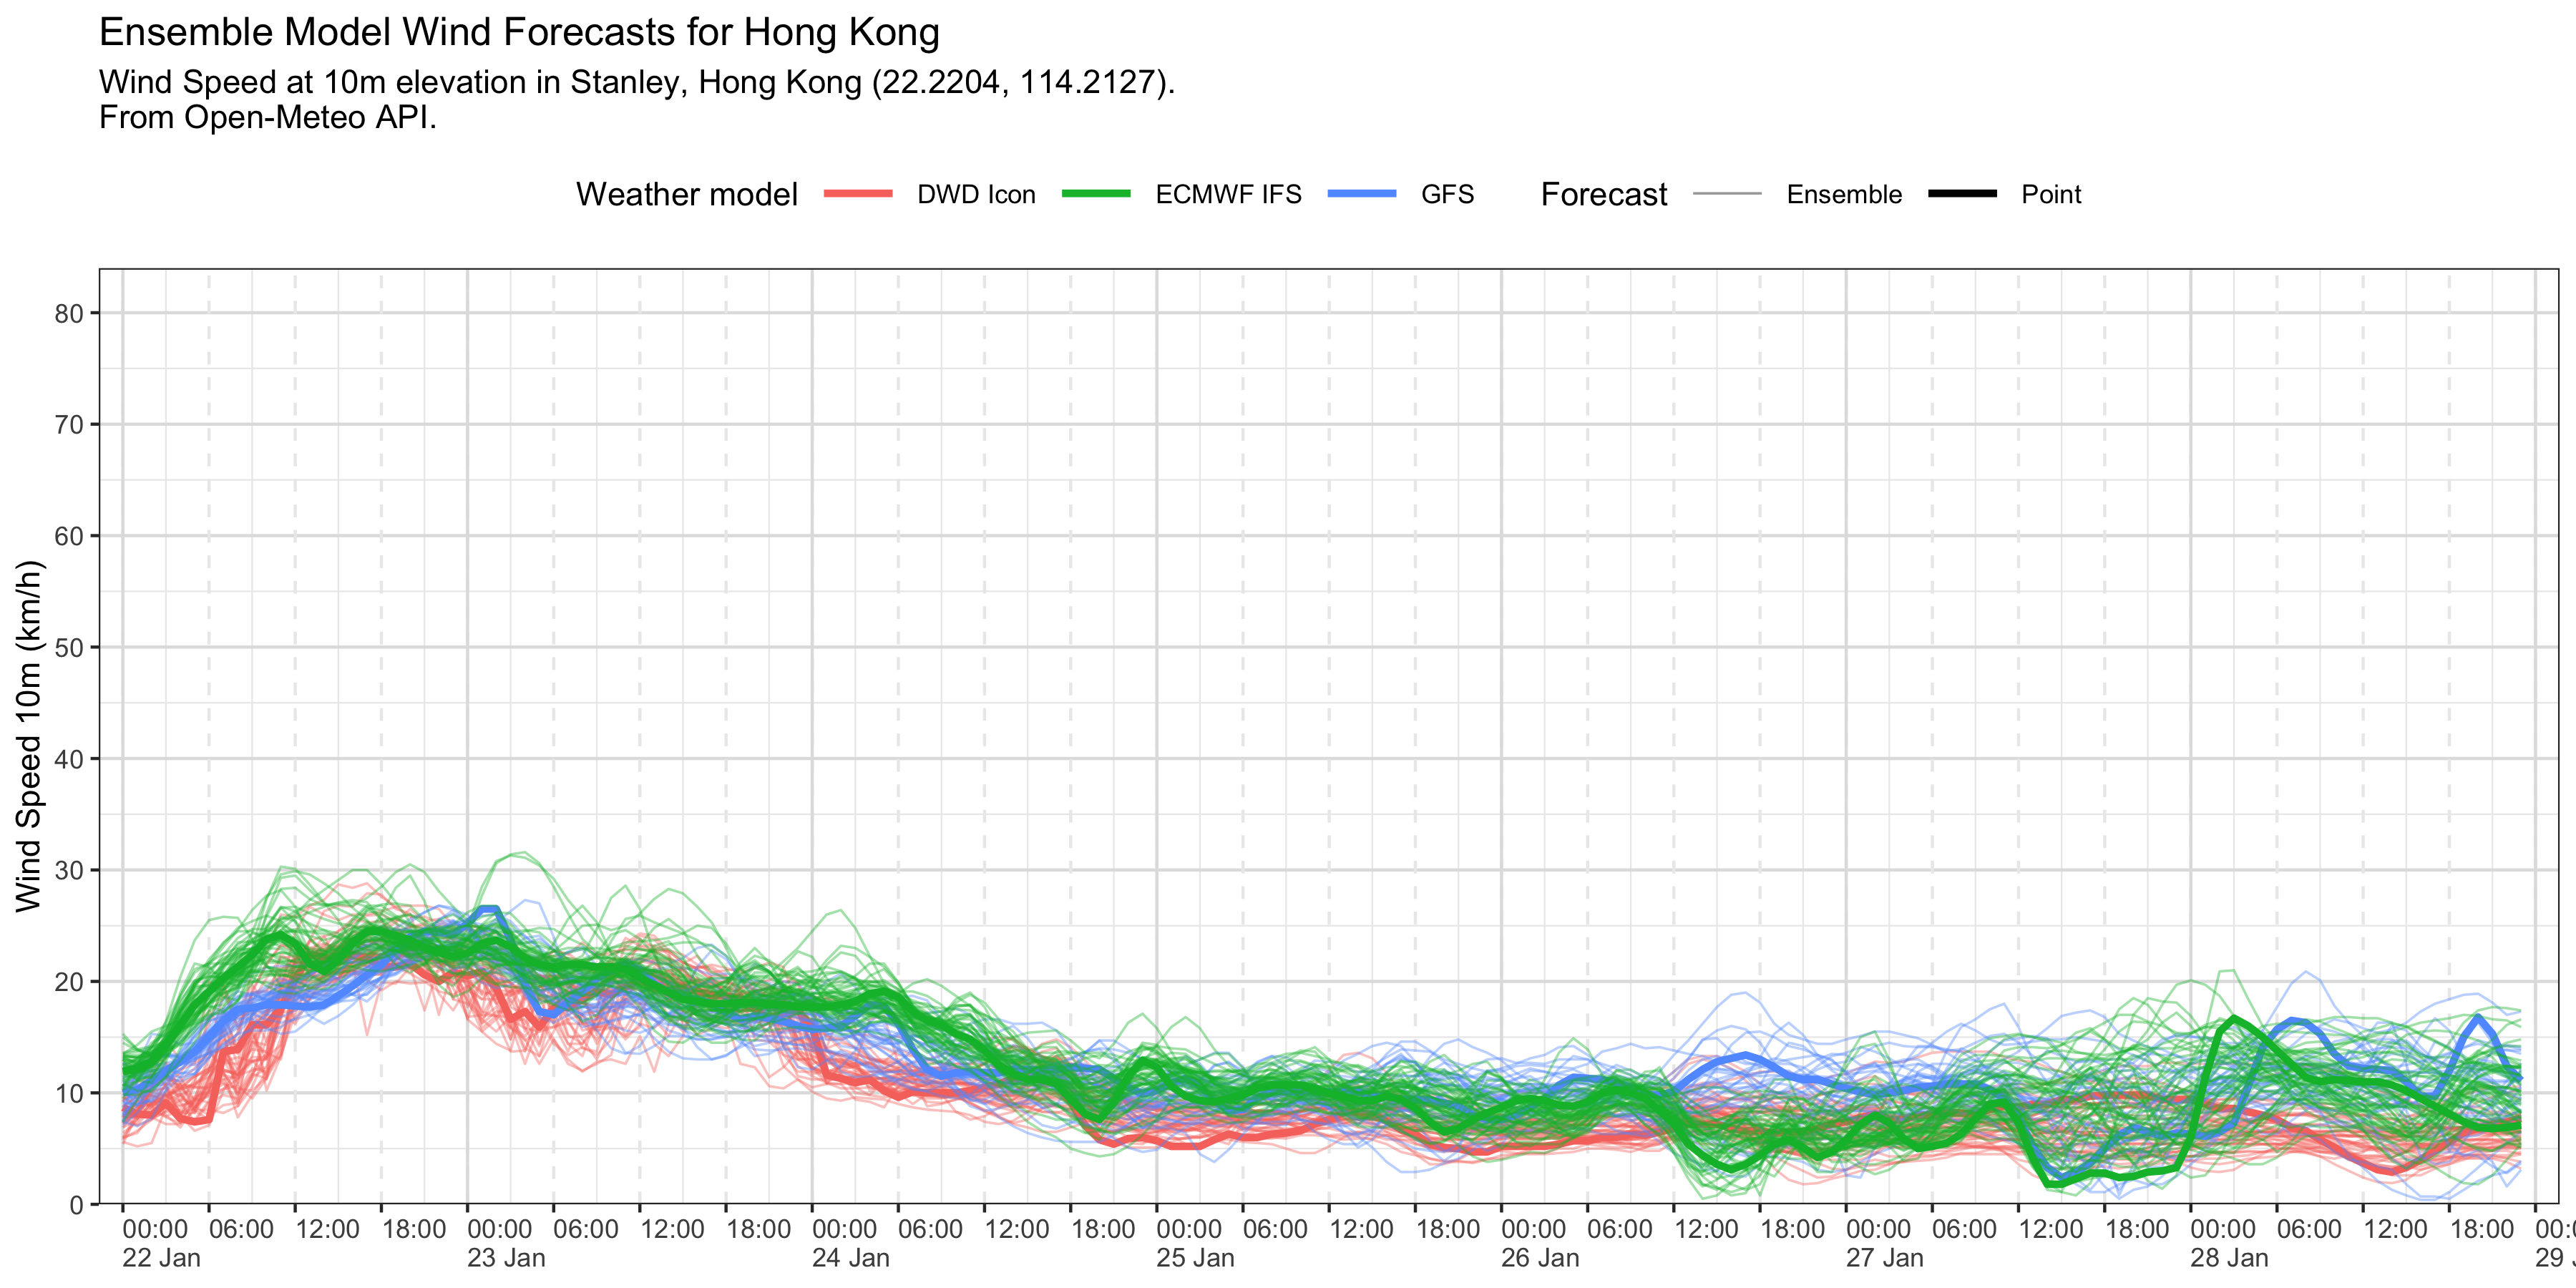 Ensemble Model Wind Forecasts for Hong Kong
Wind Speed at 10m elevation in Stanley, Hong Kong (22.2204, 114.2127).
From Open-Meteo API.
Weather model DWD Icon ECMWF IFS GFS Forecast Ensemble Point
Wind Speed 10m (km/h)
80
70
60
50
40
30
20
10
0
00:00 06:00 12:00 18:00 00:00 06:00 12:00 18:00 00:00 06:00 12:00 18:00 00:00 06:00 12:00 18:00 00:00 06:00 12:00 18:00 00:00 06:00 12:00 18:00 00:00 06:00 12:00 18:00 00:0
22 Jan 23 Jan 24 Jan 25 Jan 26 Jan 27 Jan 28 Jan 29